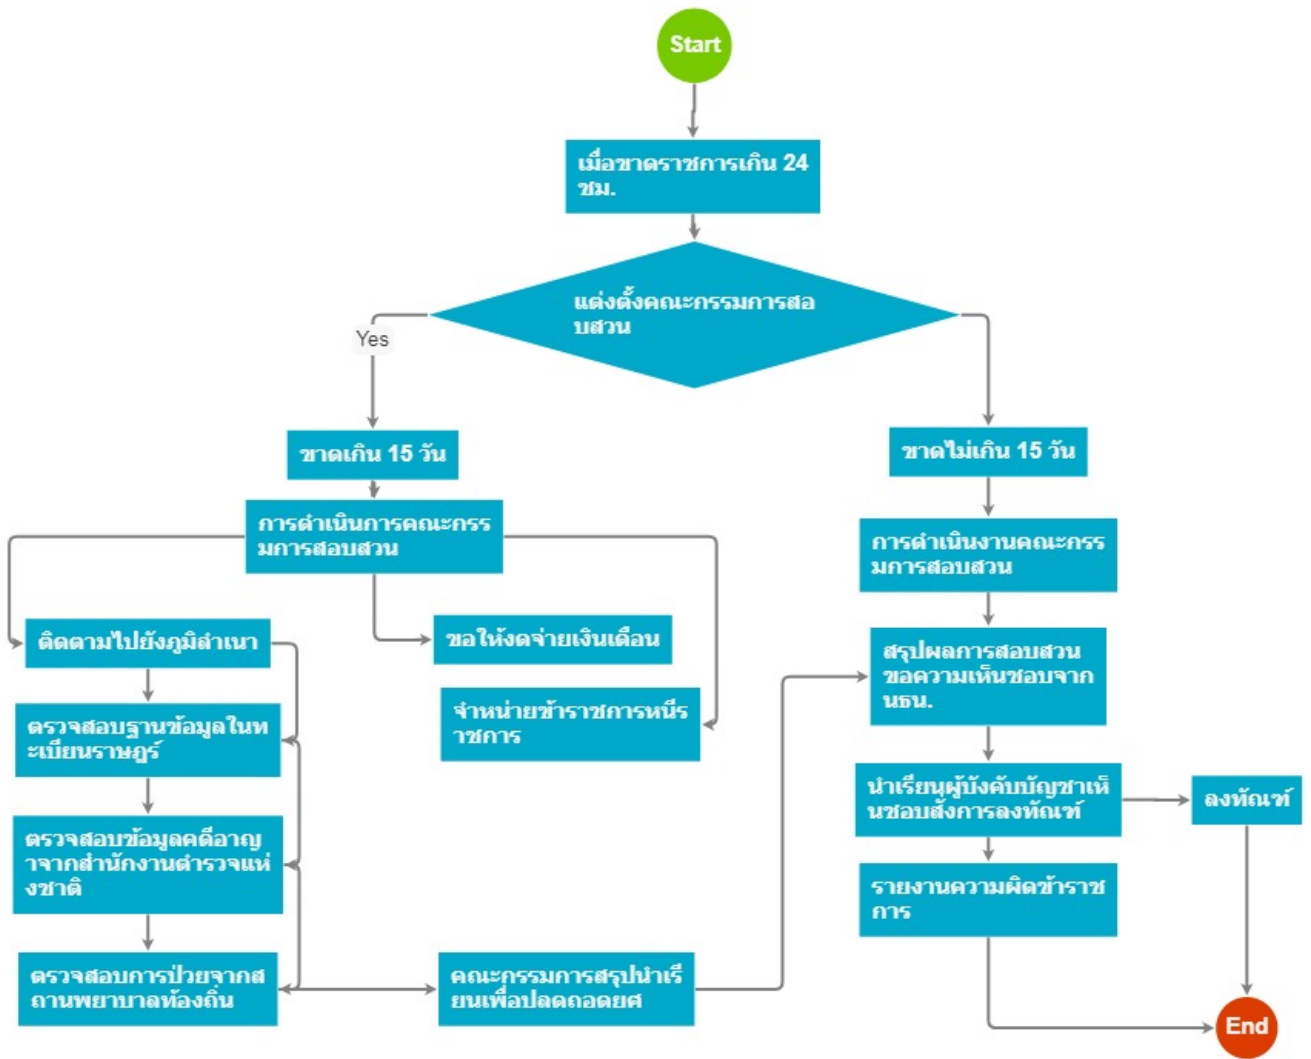 Start
เมื่อขาดราชการเกิน 24
ชม.
แต่งตั้งคณะกรรมการสอ
บสวน
Yes
ขาดเกิน 15 วัน
ขาดไม่เกิน 15 วัน
การดำเนินการคณะกรร
มการสอบสวน
การดำเนินงานคณะกรร
มการสอบสวน
ติดตามไปยังภูมิลำเนา
ขอให้งดจ่ายเงินเดือน
สรุปผลการสอบสวน
ขอความเห็นชอบจาก
นธน.
ตรวจสอบฐานข้อมูลในท
ะเบียนราษฎร์
จำหน่ายข้าราชการหนีร
าชการ
นำเรียนผู้บังคับบัญชาเห็
นชอบสั่งการลงทัณฑ์
ลงทัณฑ์
ตรวจสอบข้อมูลคดีอาญ
าจากสำนักงานตำรวจแห่
งชาติ
รายงานความผิดข้าราช
การ
ตรวจสอบการป่วยจากส
ถานพยาบาลท้องถิ่น
คณะกรรมการสรุปนำเรี
ยนเพื่อปลดถอดยศ
End